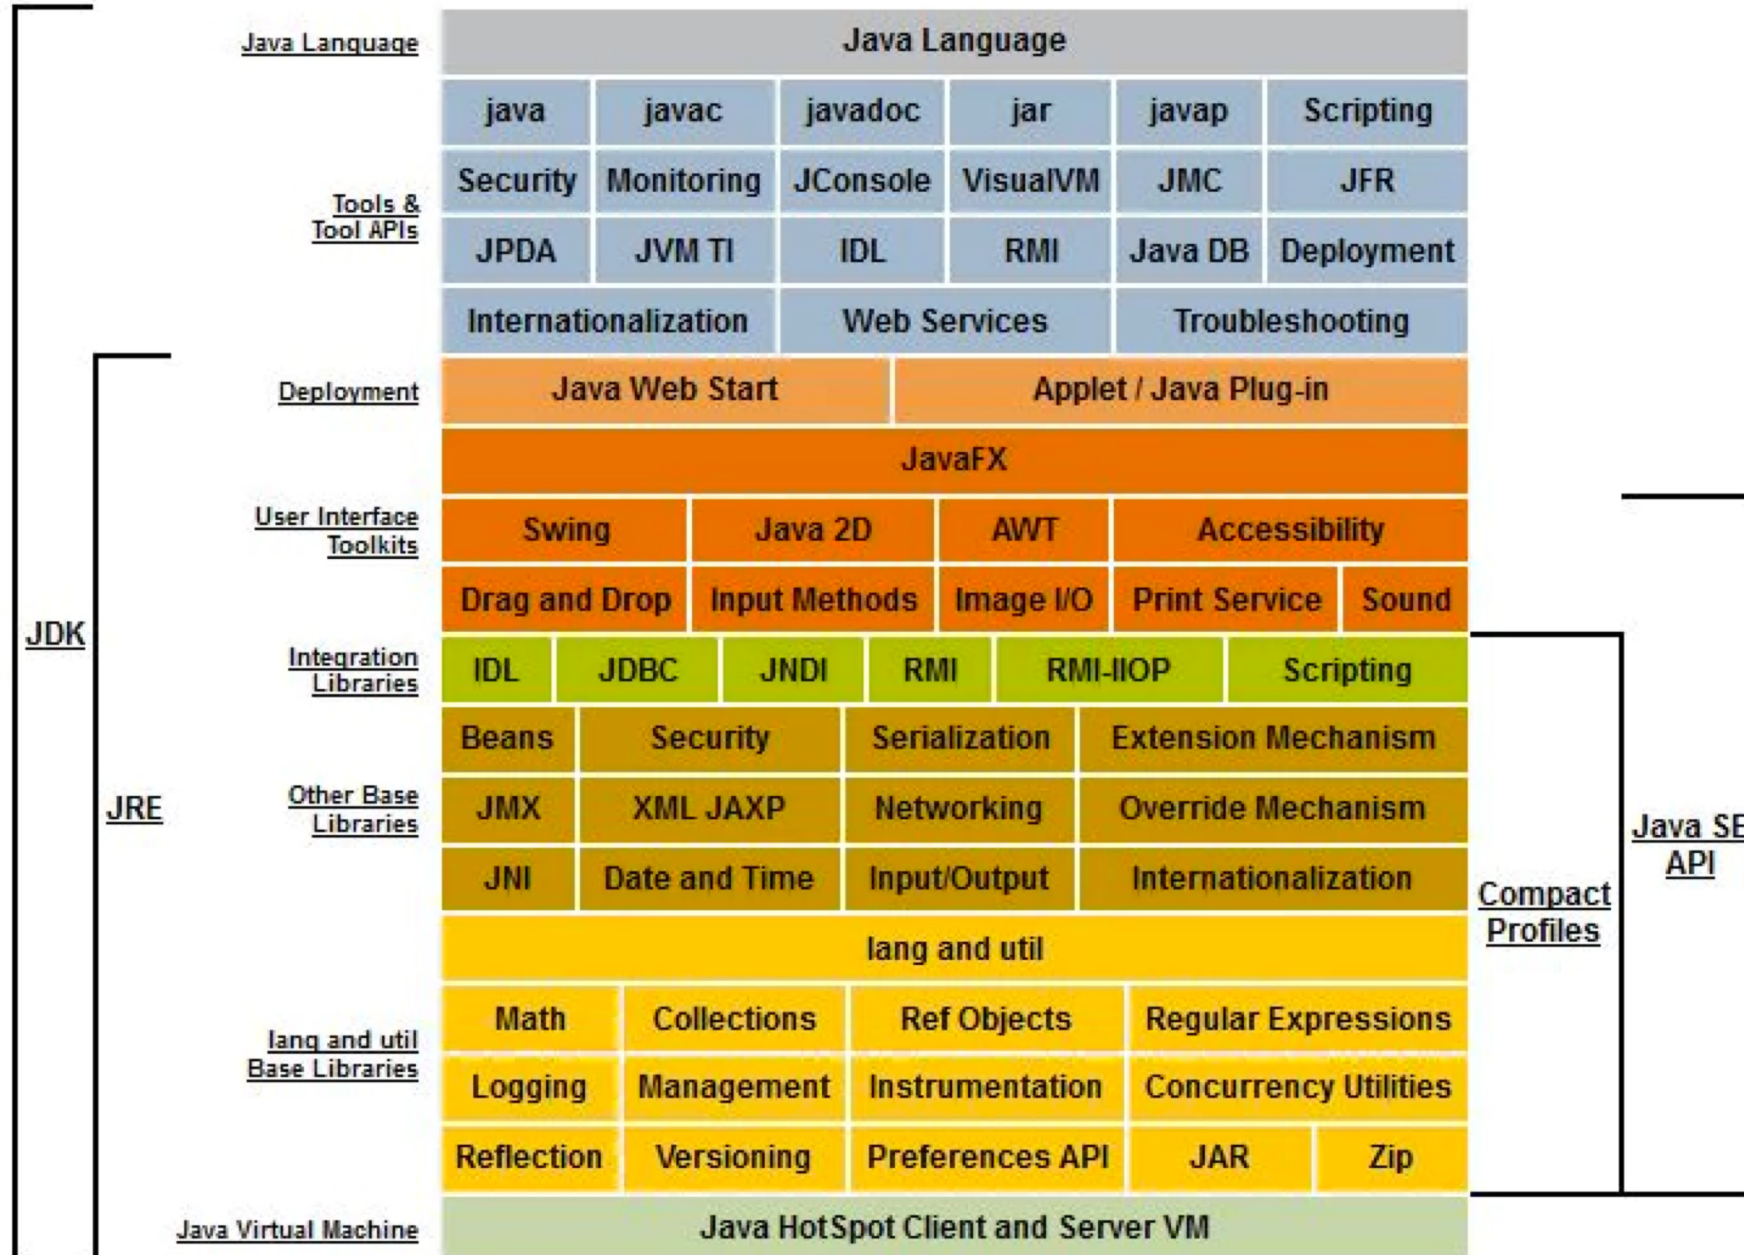 Java Language
Java Language
java javac javadoc jar javap Scripting
Security Monitoring JConsole VisualVM JMC JFR
Tools &
Tool APIs
JPDA JVM TI IDL RMI Java DB Deployment
Internationalization Web Services Troubleshooting
Deployment
Java Web Start Applet / Java Plug-in
JavaFX
User Interface
Toolkits
Swing Java 2D AWT Accessibility
Drag and Drop Input Methods Image I/O Print Service Sound
JDK
Integration
Libraries
IDL JDBC JNDI RMI RMI-IIOP Scripting
Beans Security Serialization Extension Mechanism
JRE
Other Base
Libraries
JMX XML JAXP Networking Override Mechanism
Java SE
API
JNI Date and Time Input/Output Internationalization
Compact
Profiles
lang and util
Math Collections Ref Objects Regular Expressions
lang and util
Base Libraries
Logging Management Instrumentation Concurrency Utilities
Reflection Versioning Preferences API JAR Zip
Java Virtual Machine
Java HotSpot Client and Server VM